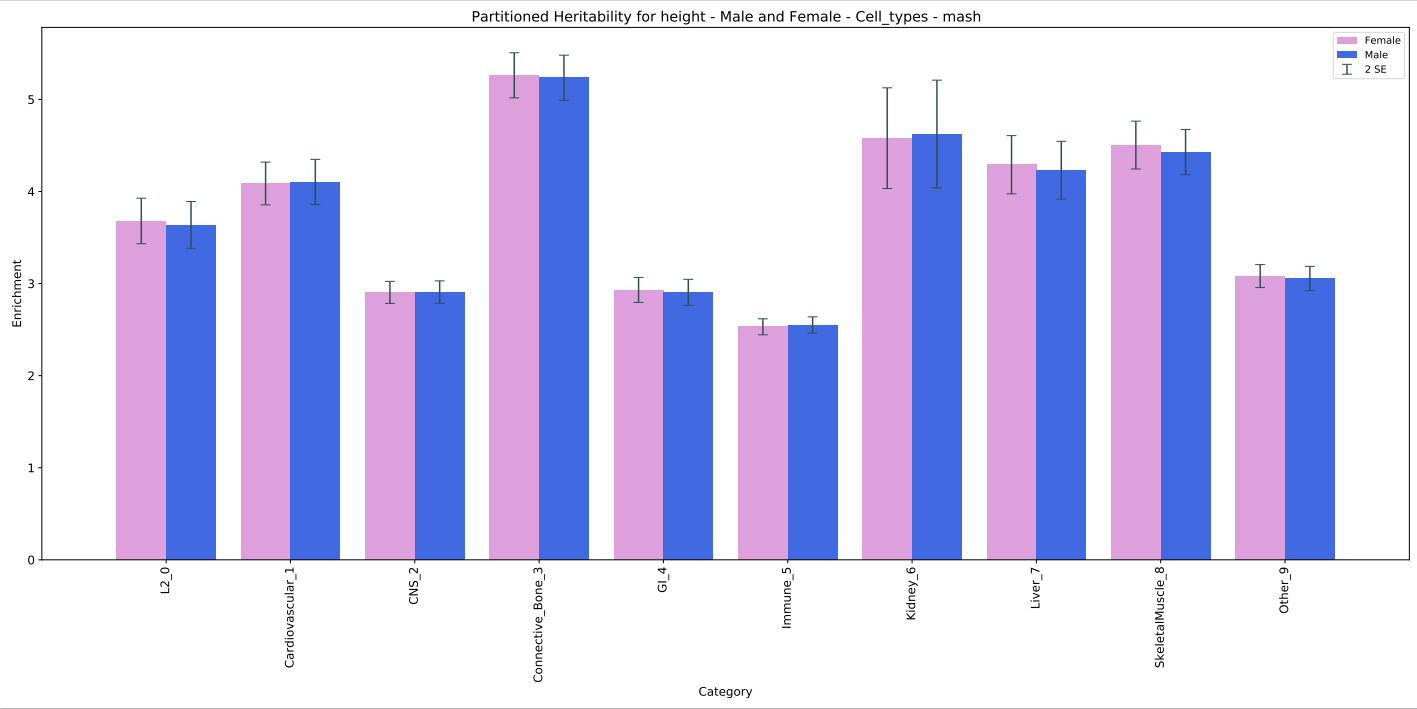 Partitioned Heritability for height - Male and Female - Cell_types - mash
Female
Male
2 SE
Enrichment
5
4
3
2
1
0
L2_0
Cardiovascular_1
CNS_2
Connective_Bone_3
GI_4
Immune_5
Kidney_6
Liver_7
SkeletalMuscle_8
Other_9
Category